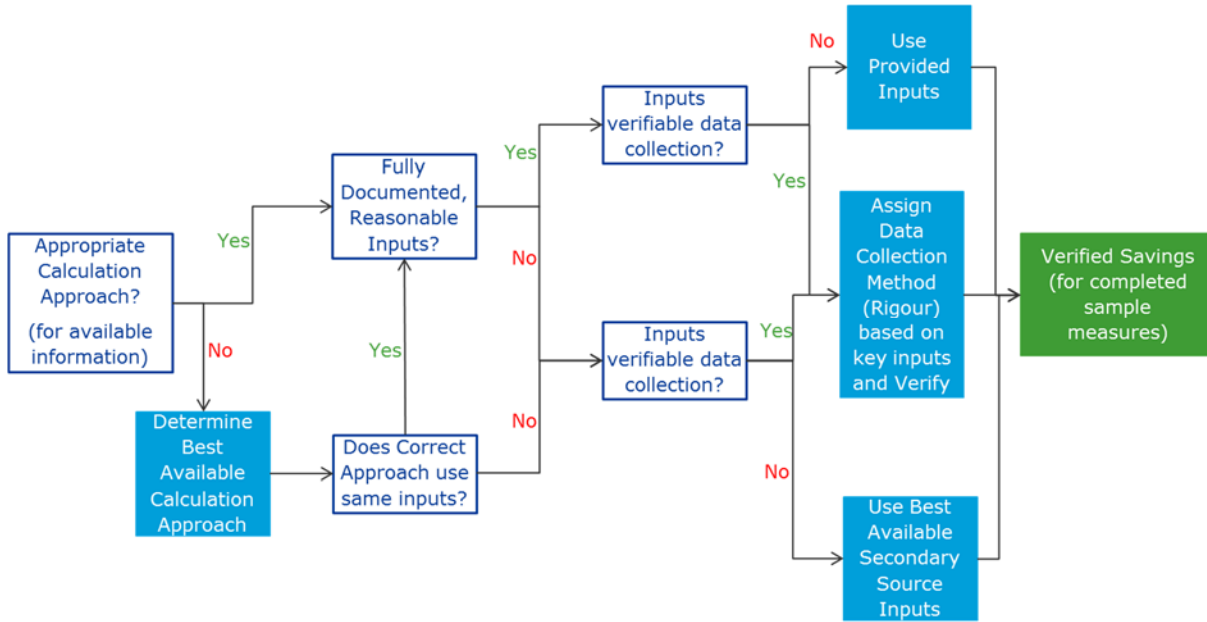 Appropriate
Calculation
Approach?
(for available
information)
Yes
No
Determine
Best
Available
Calculation
Approach
Fully
Documented,
Reasonable
Inputs?
Yes
Does Correct
Approach use
same inputs?
Yes
No
No
Inputs
verifiable data
collection?
Inputs
verifiable data
collection?
No
Yes
Yes
No
Use
Provided
Inputs
Assign
Data
Collection
Method
(Rigour)
based on
key inputs
and Verify
Use Best
Available
Secondary
Source
Inputs
Verified Savings
(for completed
sample
measures)